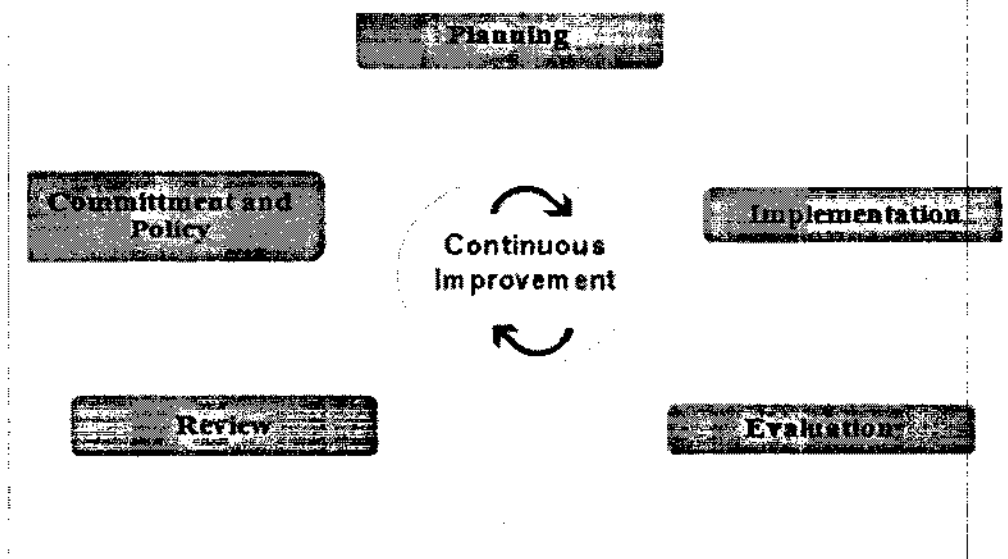 Planning
Committment and
Policy
Implementation
Continuous
Improvement
Review
Evaluation